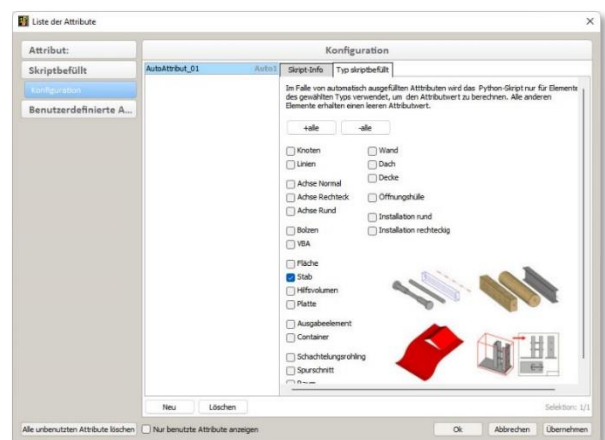 Liste der Attribute
Attribut:
Skriptbefüllt
Konfiguration
Benutzerdefinierte A...
Konfiguration
AutoAttribut_01 Auto1
Skript-Info Typ skriptbefüllt
Im Falle von automatisch ausgefüllten Attributen wird das Python-Skript nur für Elemente
des gewählten Typs verwendet, um den Attributwert zu berechnen. Alle anderen
Elemente erhalten einen leeren Attributwert.
+alle -alle
Knoten Wand
Linien Dach
Decke
Achse Normal
Achse Rechteck Öffnungshülle
Achse Rund
Installation rund
Bolzen Installation rechteckig
VBA
Fläche
Stab
Hilfsvolumen
Platte
Ausgabeelement
Container
Schachtelungsrohling
Spurschnitt
Raum
Neu Löschen
Selektion: 1/1
Alle unbenutzten Attribute löschen Nur benutzte Attribute anzeigen Ok Abbrechen Übernehmen